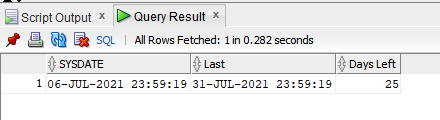 Script Output Query Result
SQL All Rows Fetched: 1 in 0.282 seconds
SYSDATE Last Days Left
1 06-JUL-2021 23:59:19 31-JUL-2021 23:59:19 25